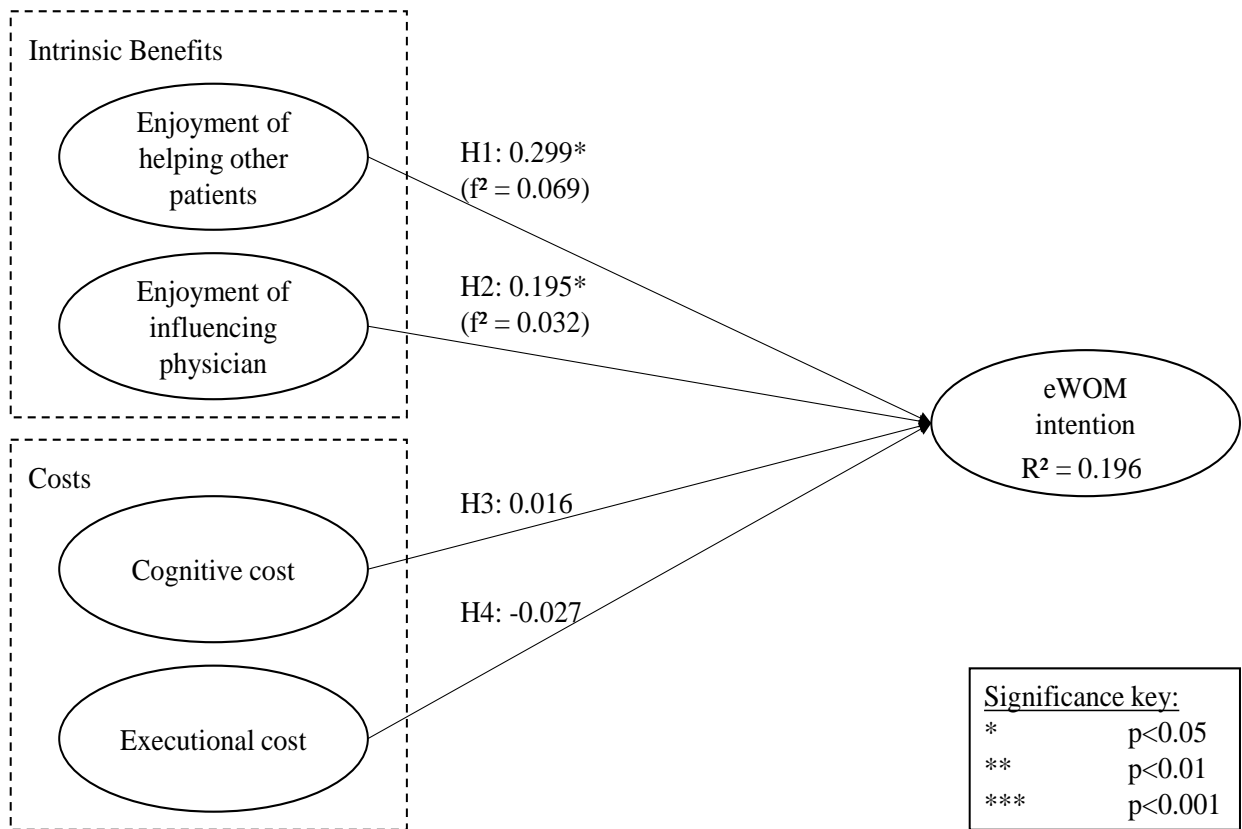 Intrinsic Benefits
Enjoyment of
helping other
patients
H1: 0.299*
(f² = 0.069)
Enjoyment of
influencing
physician
H2: 0.195*
(f² = 0.032)
eWOM
intention
R² = 0.196
Costs
Cognitive cost
H3: 0.016
Executional cost
H4: -0.027
Significance key:
* p<0.05
** p<0.01
*** p<0.001